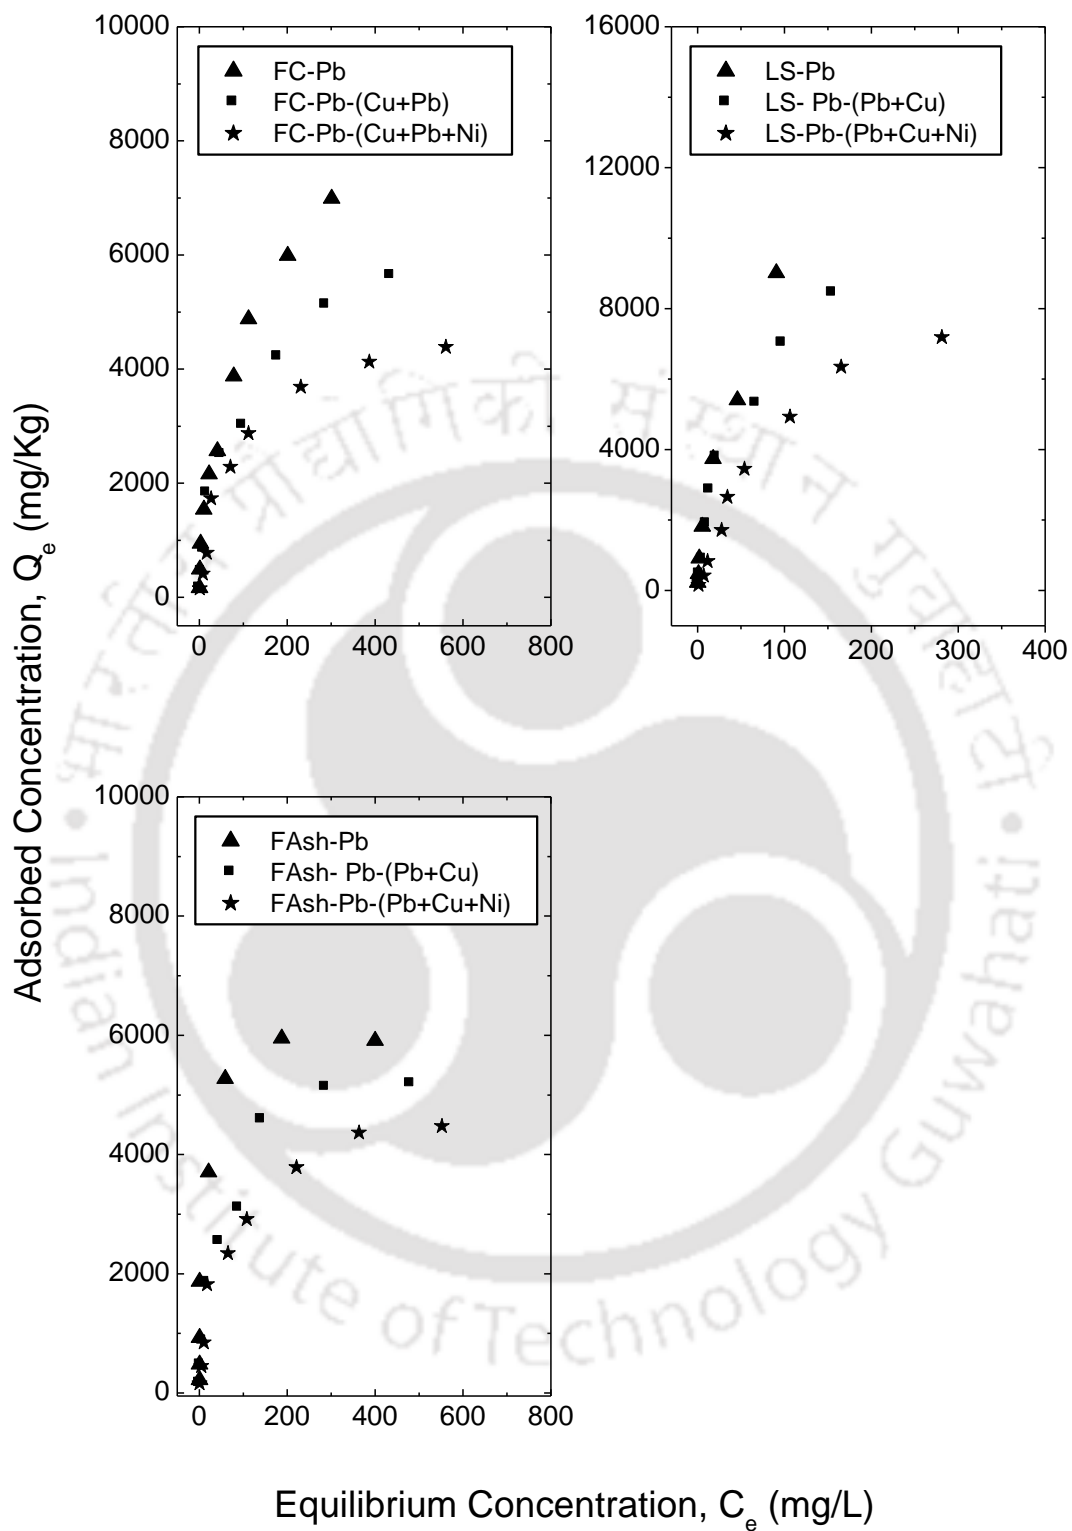 10000
8000
6000
4000
2000
0
0 200 400 600 800
FC-Pb
FC-Pb-(Cu+Pb)
FC-Pb-(Cu+Pb+Ni)
16000
12000
8000
4000
0
0 100 200 300 400
LS-Pb
LS- Pb-(Pb+Cu)
LS-Pb-(Pb+Cu+Ni)
10000
8000
6000
4000
2000
0
0 200 400 600 800
FAsh-Pb
FAsh- Pb-(Pb+Cu)
FAsh-Pb-(Pb+Cu+Ni)
Adsorbed Concentration, Qe (mg/Kg)
Equilibrium Concentration, Ce (mg/L)
भारतीय प्रौद्योगिकी संस्थान गुवाहाटी
Indian Institute of Technology Guwahati